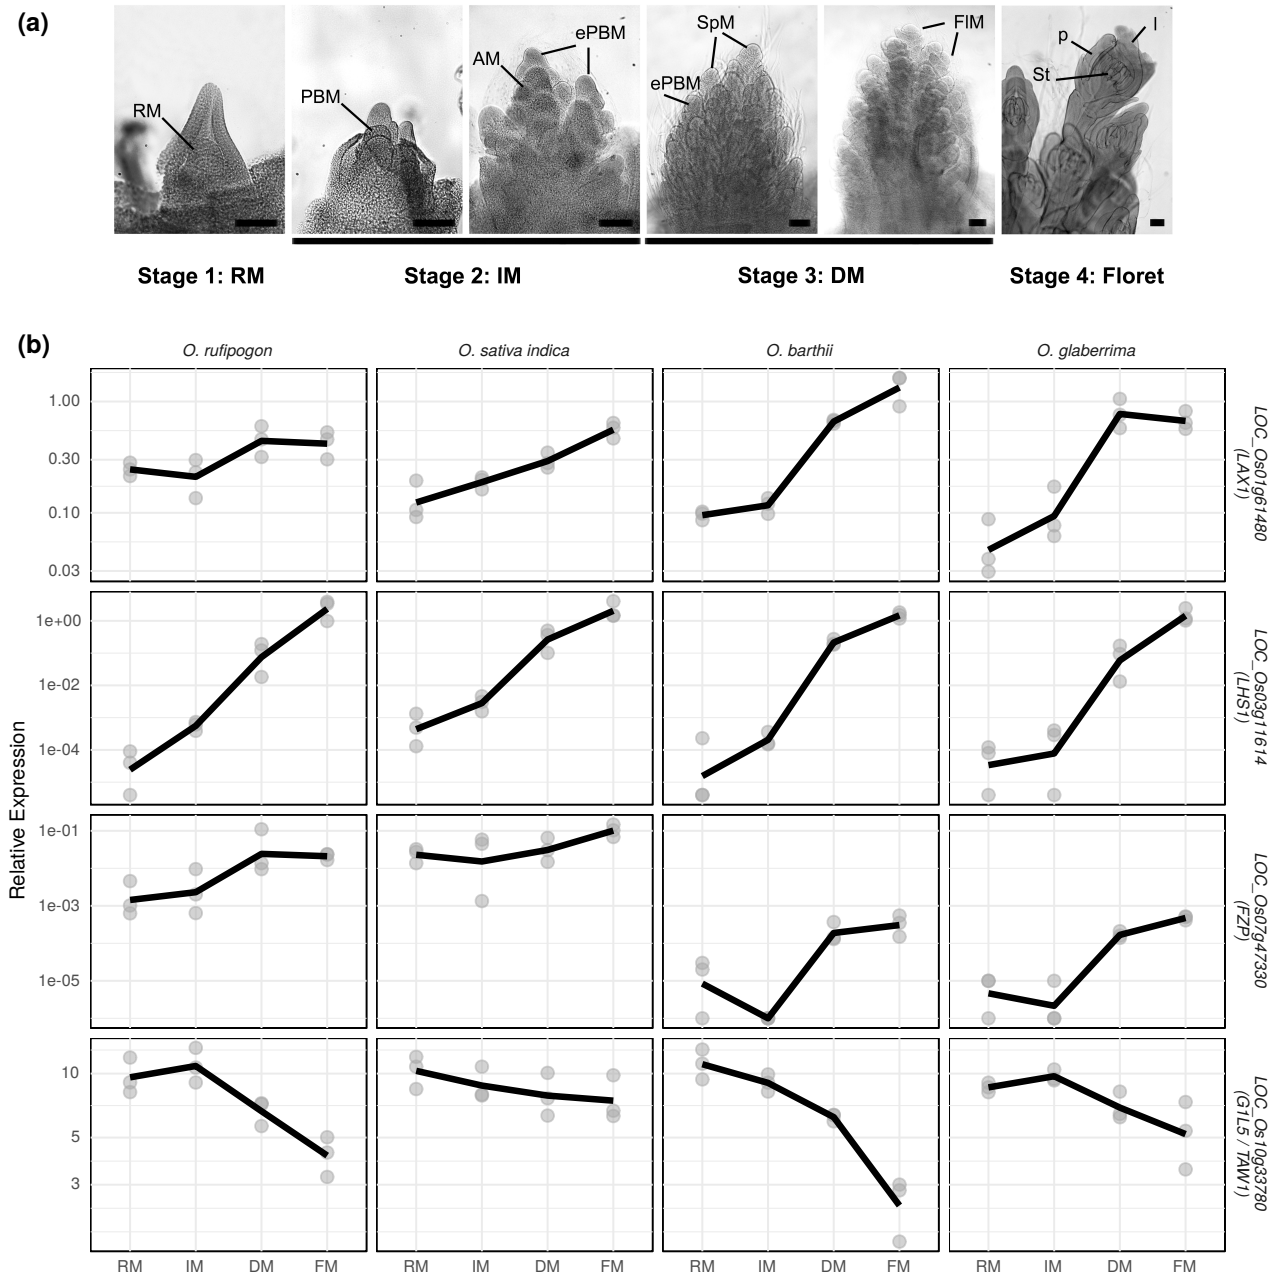 (a)
RM
PBM
AM
ePBM
ePBM
SpM
FIM
p
l
St
Stage 1: RM
Stage 2: IM
Stage 3: DM
Stage 4: Floret
(b)
O. rufipogon
O. sativa indica
O. barthii
O. glaberrima
Relative Expression
1.00
0.30
0.10
0.03
LOC_Os01g61480
(LAX1)
1e+00
1e-02
1e-04
LOC_Os03g11614
(LHS1)
1e-01
1e-03
1e-05
LOC_Os07g47330
(FZP)
10
5
3
LOC_Os10g33780
(G1L5 / TAW1)
RM IM DM FM
RM IM DM FM
RM IM DM FM
RM IM DM FM